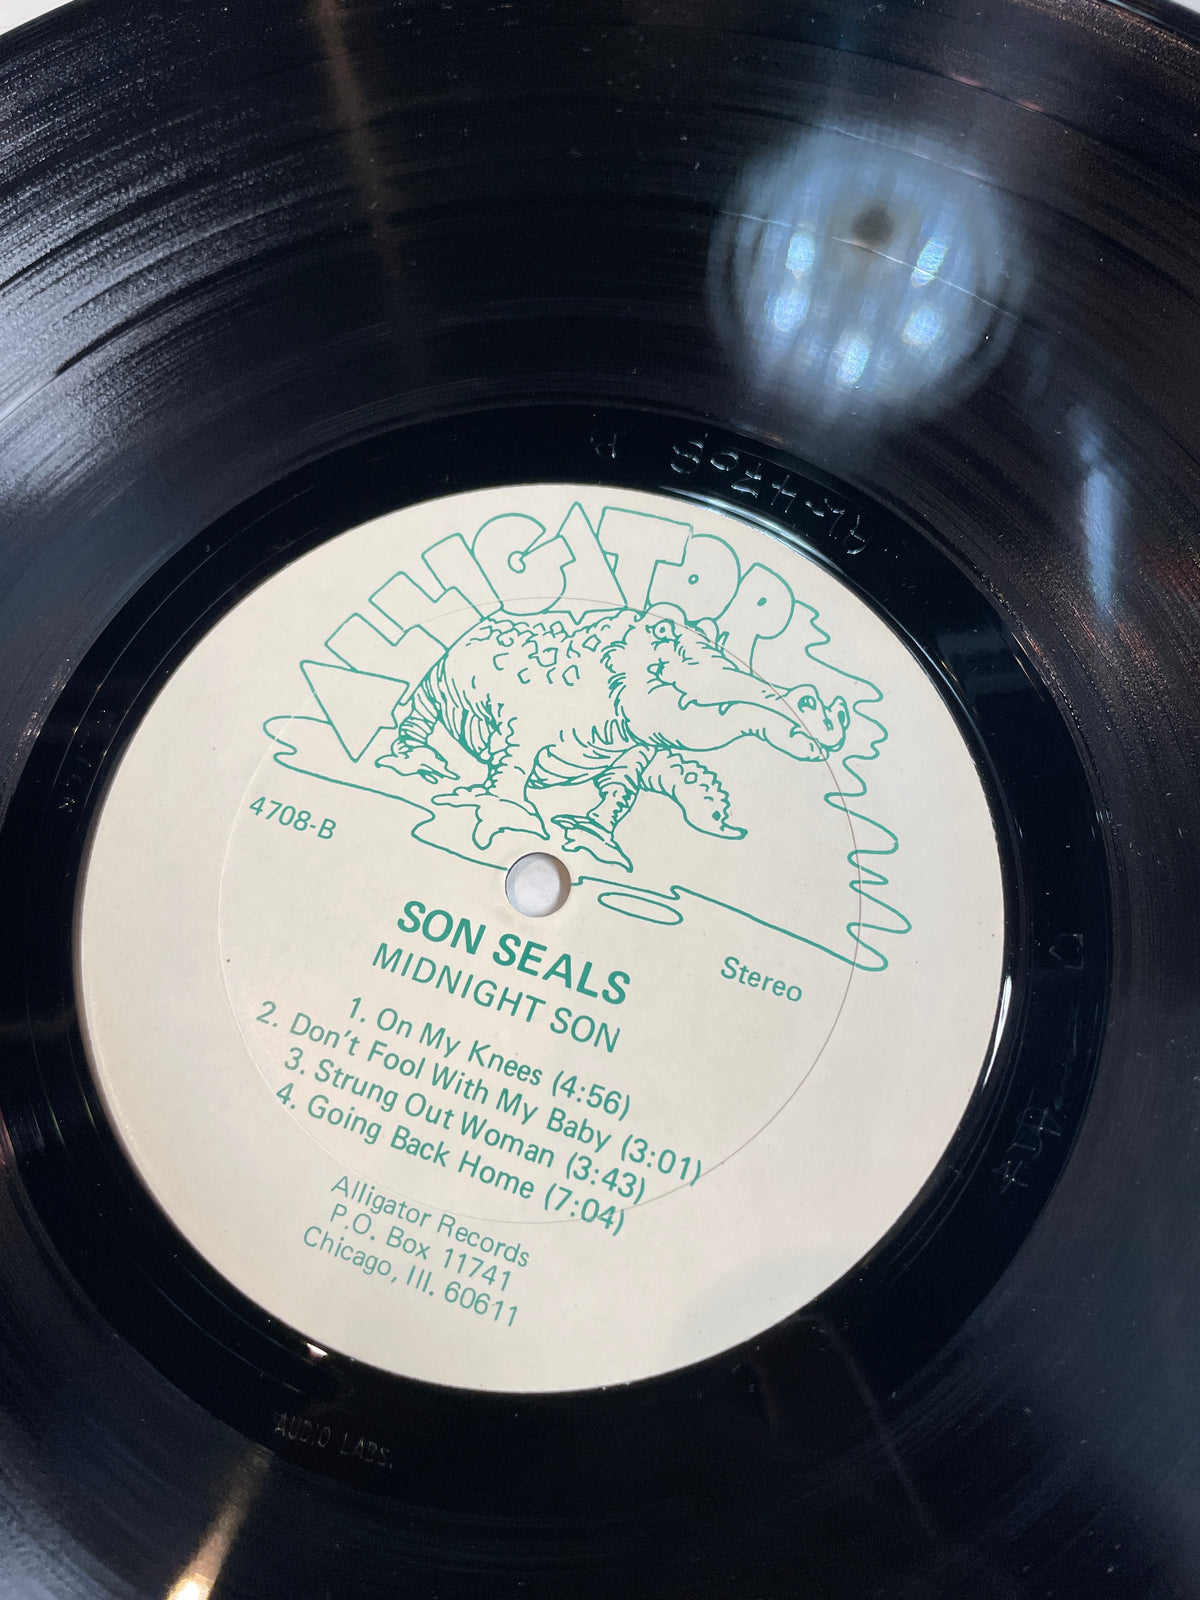 ALLIGATOR
4708-B
SON SEALS
MIDNIGHT SON
Stereo
1. On My Knees (4:56)
2. Don't Fool With My Baby (3:01)
3. Strung Out Woman (3:43)
4. Going Back Home (7:04)
Alligator Records
P.O. Box 11741
Chicago, Ill. 60611
AUDIO LABS.